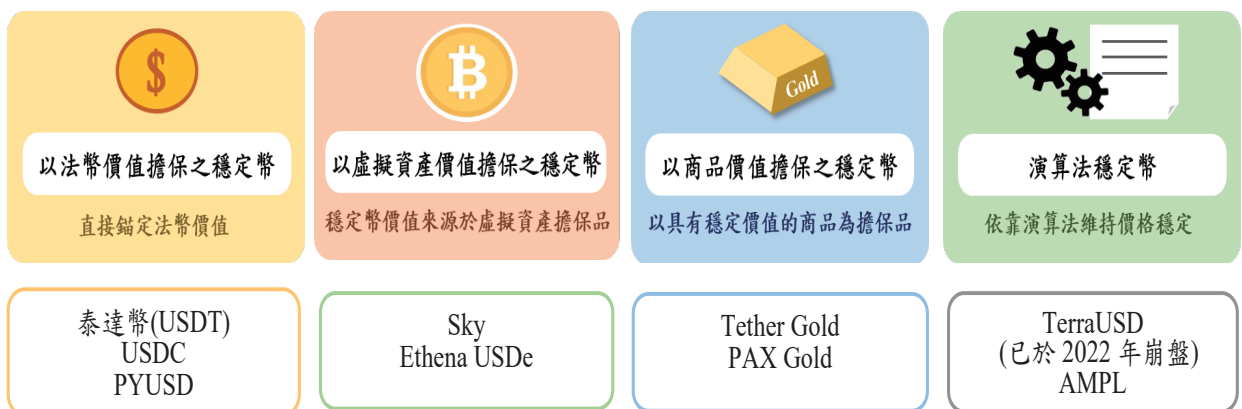 $
以法幣價值擔保之穩定幣
直接錨定法幣價值
泰達幣(USDT)
USDC
PYUSD
₿
以虛擬資產價值擔保之穩定幣
穩定幣價值來源於虛擬資產擔保品
Sky
Ethena USDe
Gold
以商品價值擔保之穩定幣
以具有穩定價值的商品為擔保品
Tether Gold
PAX Gold
演算法穩定幣
依靠演算法維持價格穩定
TerraUSD
(已於 2022 年崩盤)
AMPL